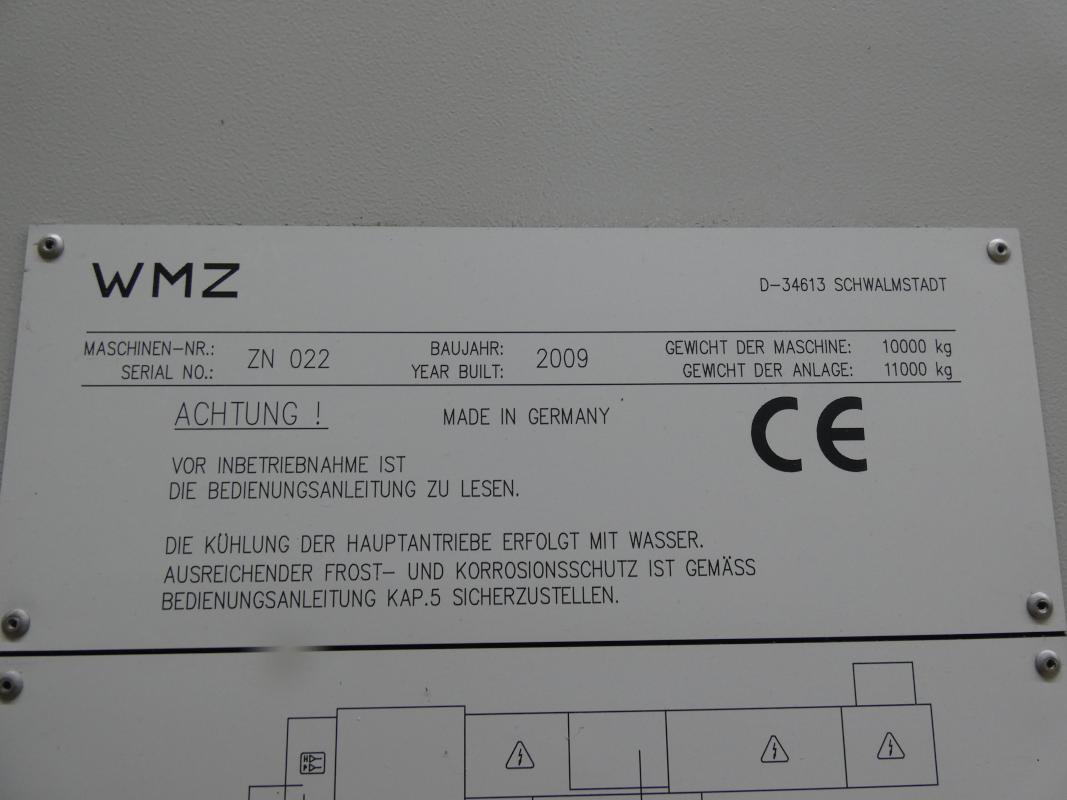 WMZ
D-34613 SCHWALMSTADT
MASCHINEN-NR.: ZN 022 BAUJAHR: 2009 GEWICHT DER MASCHINE: 10000 kg
SERIAL NO.: YEAR BUILT: GEWICHT DER ANLAGE: 11000 kg
ACHTUNG ! MADE IN GERMANY CE
VOR INBETRIEBNAHME IST
DIE BEDIENUNGSANLEITUNG ZU LESEN.
DIE KÜHLUNG DER HAUPTANTRIEBE ERFOLGT MIT WASSER.
AUSREICHENDER FROST- UND KORROSIONSSCHUTZ IST GEMÄSS
BEDIENUNGSANLEITUNG KAP.5 SICHERZUSTELLEN.